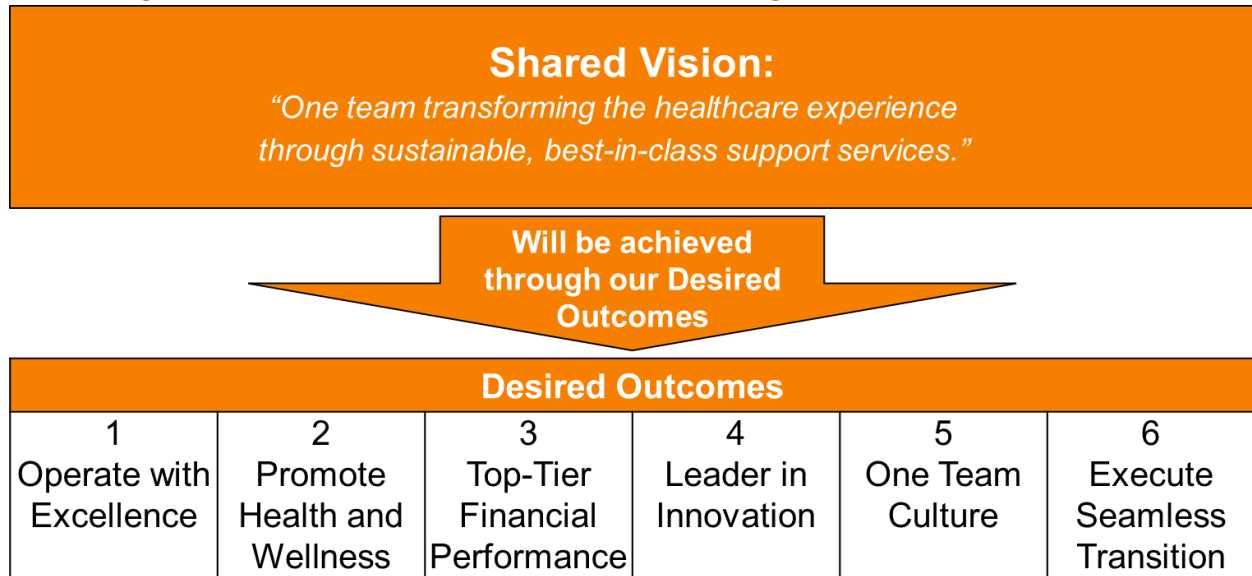 Shared Vision:
“One team transforming the healthcare experience
through sustainable, best-in-class support services.”
Will be achieved
through our Desired
Outcomes
Desired Outcomes
1 2 3 4 5 6
Operate with Promote Top-Tier Leader in One Team Execute
Excellence Health and Financial Innovation Culture Seamless
Wellness Performance Transition